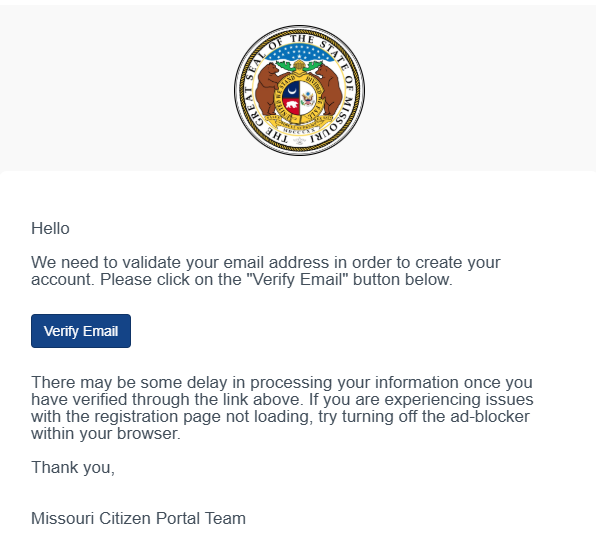 THE GREAT SEAL OF THE STATE OF MISSOURI
Hello
We need to validate your email address in order to create your
account. Please click on the "Verify Email" button below.
Verify Email
There may be some delay in processing your information once you
have verified through the link above. If you are experiencing issues
with the registration page not loading, try turning off the ad-blocker
within your browser.
Thank you,
Missouri Citizen Portal Team